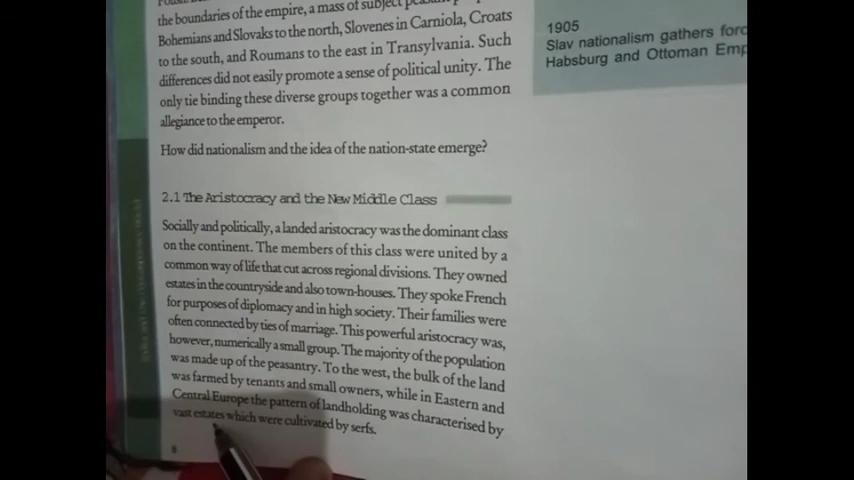 the boundaries of the empire, a mass of subject peasant
Bohemians and Slovaks to the north, Slovenes in Carniola, Croats
to the south, and Roumans to the east in Transylvania. Such
differences did not easily promote a sense of political unity. The
only tie binding these diverse groups together was a common
allegiance to the emperor.
How did nationalism and the idea of the nation-state emerge?
2.1 The Aristocracy and the New Middle Class
Socially and politically, a landed aristocracy was the dominant class
on the continent. The members of this class were united by a
common way of life that cut across regional divisions. They owned
estates in the countryside and also town-houses. They spoke French
for purposes of diplomacy and in high society. Their families were
often connected by ties of marriage. This powerful aristocracy was,
however, numerically a small group. The majority of the population
was made up of the peasantry. To the west, the bulk of the land
was farmed by tenants and small owners, while in Eastern and
Central Europe the pattern of landholding was characterised by
vast estates which were cultivated by serfs.
8
1905
Slav nationalism gathers forc
Habsburg and Ottoman Emp